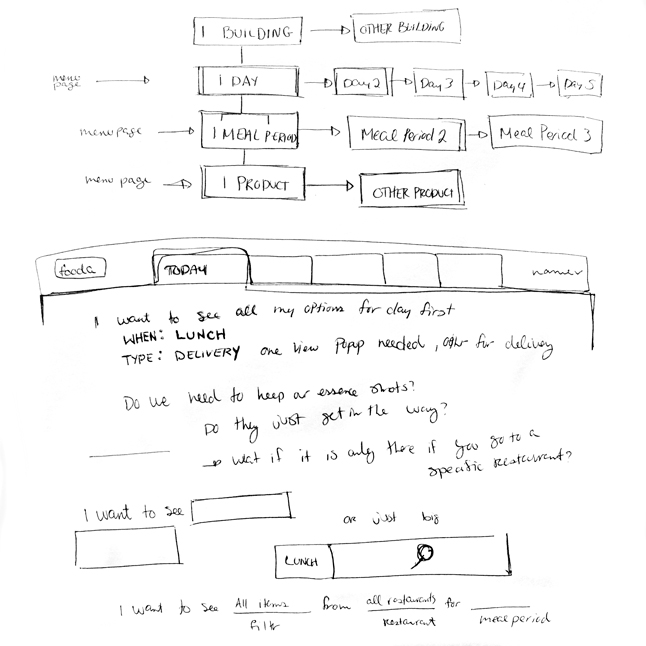 1 BUILDING → OTHER BUILDING
menu page → 1 DAY → Day 2 → Day 3 → Day 4 → Day 5
menu page → 1 MEAL PERIOD → Meal Period 2 → Meal Period 3
menu page → 1 PRODUCT → OTHER PRODUCT
fooda TODAY
I want to see all my options for day first
WHEN: LUNCH
TYPE: DELIVERY one view Popup needed, for delivery
Do we need to keep our essence shots?
Do they just get in the way?
→ what if it is only there if you go to a
specific restaurant?
I want to see
or just big
LUNCH
I want to see All items from all restaurants for
filter restaurant meal period